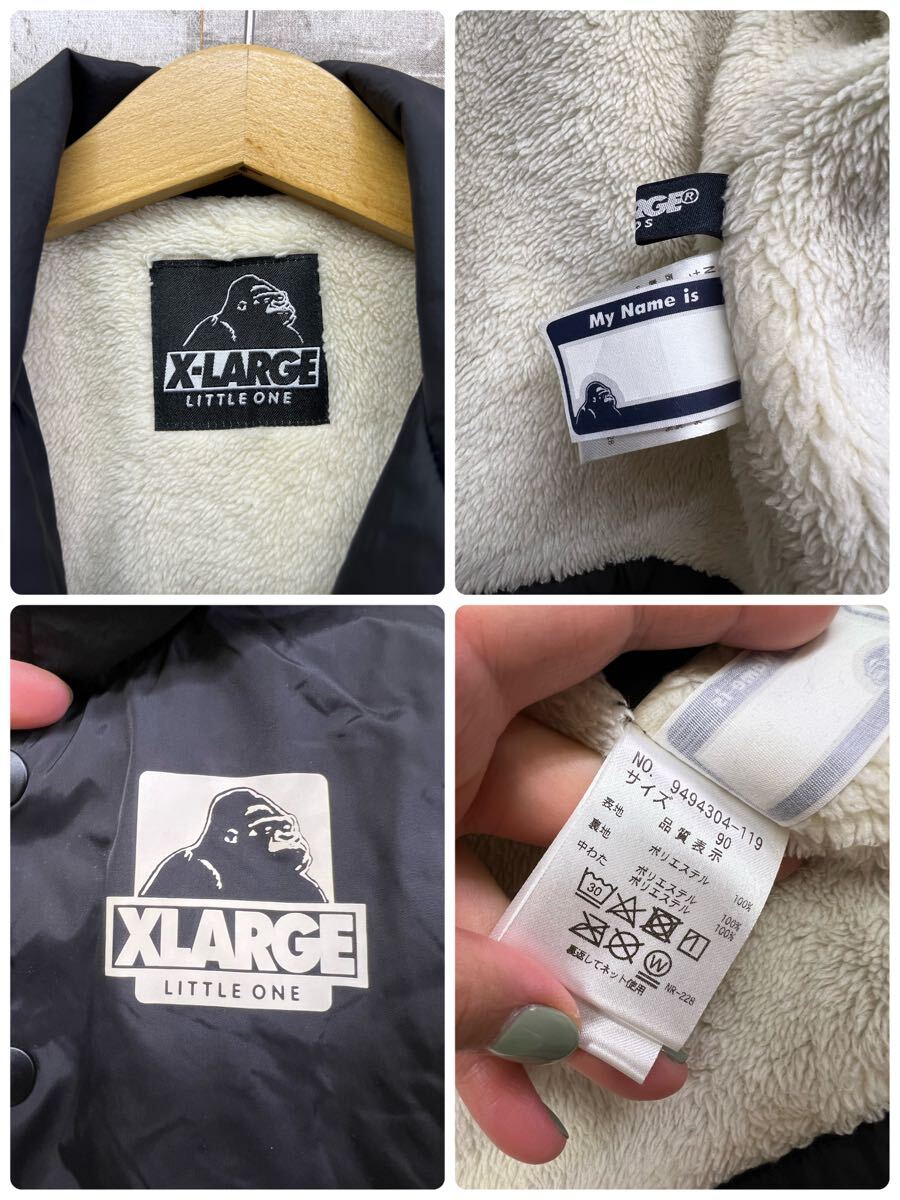 X-LARGE
LITTLE ONE
RGE®
My Name is
XLARGE
LITTLE ONE
NO. 9494304-119
サイズ 90
品質表示
表地 ポリエステル 100%
裏地 ポリエステル 100%
中わた ポリエステル 100%
30
裏返してネット使用
NR-228